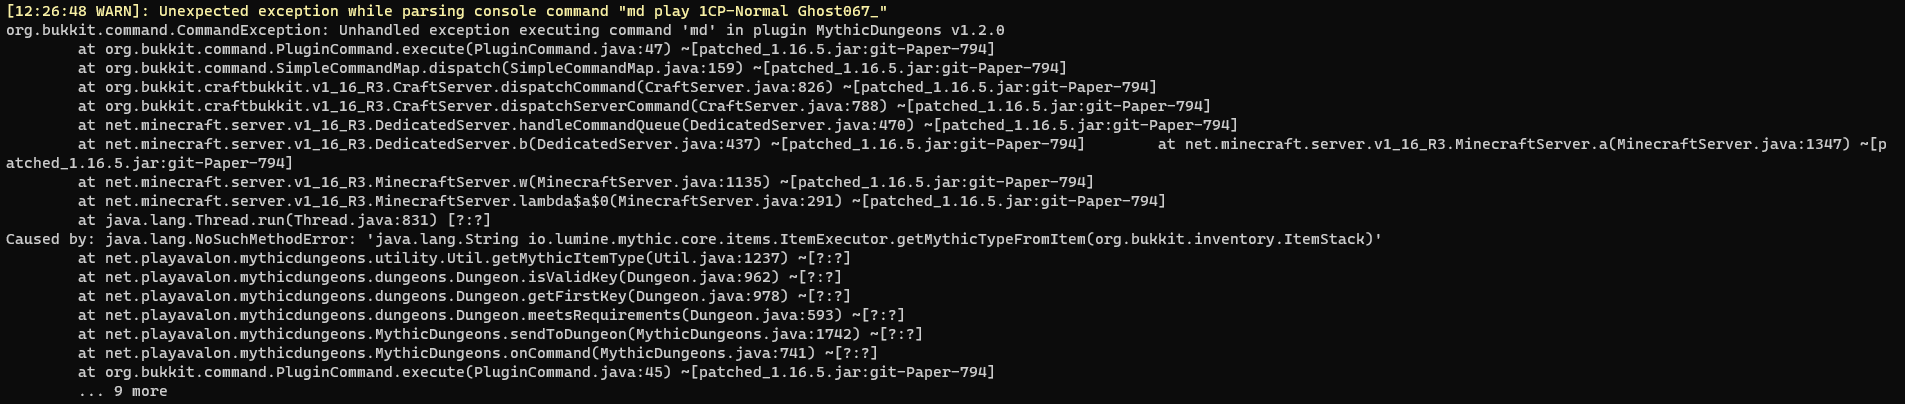 [12:26:48 WARN]: Unexpected exception while parsing console command "md play 1CP-Normal Ghost067_"
org.bukkit.command.CommandException: Unhandled exception executing command 'md' in plugin MythicDungeons v1.2.0
        at org.bukkit.command.PluginCommand.execute(PluginCommand.java:47) ~[patched_1.16.5.jar:git-Paper-794]
        at org.bukkit.command.SimpleCommandMap.dispatch(SimpleCommandMap.java:159) ~[patched_1.16.5.jar:git-Paper-794]
        at org.bukkit.craftbukkit.v1_16_R3.CraftServer.dispatchCommand(CraftServer.java:826) ~[patched_1.16.5.jar:git-Paper-794]
        at org.bukkit.craftbukkit.v1_16_R3.CraftServer.dispatchServerCommand(CraftServer.java:788) ~[patched_1.16.5.jar:git-Paper-794]
        at net.minecraft.server.v1_16_R3.DedicatedServer.handleCommandQueue(DedicatedServer.java:470) ~[patched_1.16.5.jar:git-Paper-794]
        at net.minecraft.server.v1_16_R3.DedicatedServer.b(DedicatedServer.java:437) ~[patched_1.16.5.jar:git-Paper-794]        at net.minecraft.server.v1_16_R3.MinecraftServer.a(MinecraftServer.java:1347) ~[p
atched_1.16.5.jar:git-Paper-794]
        at net.minecraft.server.v1_16_R3.MinecraftServer.w(MinecraftServer.java:1135) ~[patched_1.16.5.jar:git-Paper-794]
        at net.minecraft.server.v1_16_R3.MinecraftServer.lambda$a$0(MinecraftServer.java:291) ~[patched_1.16.5.jar:git-Paper-794]
        at java.lang.Thread.run(Thread.java:831) [?:?]
Caused by: java.lang.NoSuchMethodError: 'java.lang.String io.lumine.mythic.core.items.ItemExecutor.getMythicTypeFromItem(org.bukkit.inventory.ItemStack)'
        at net.playavalon.mythicdungeons.utility.Util.getMythicItemType(Util.java:1237) ~[?:?]
        at net.playavalon.mythicdungeons.dungeons.Dungeon.isValidKey(Dungeon.java:962) ~[?:?]
        at net.playavalon.mythicdungeons.dungeons.Dungeon.getFirstKey(Dungeon.java:978) ~[?:?]
        at net.playavalon.mythicdungeons.dungeons.Dungeon.meetsRequirements(Dungeon.java:593) ~[?:?]
        at net.playavalon.mythicdungeons.MythicDungeons.sendToDungeon(MythicDungeons.java:1742) ~[?:?]
        at net.playavalon.mythicdungeons.MythicDungeons.onCommand(MythicDungeons.java:741) ~[?:?]
        at org.bukkit.command.PluginCommand.execute(PluginCommand.java:45) ~[patched_1.16.5.jar:git-Paper-794]
        ... 9 more